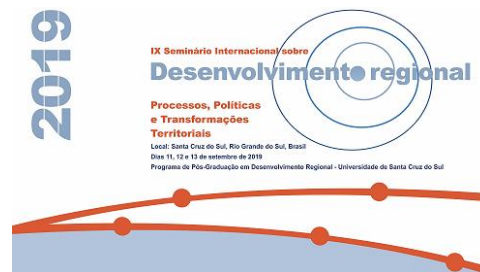 2019
IX Seminário Internacional sobre
Desenvolvimento regional
Processos, Políticas
e Transformações
Territoriais
Local: Santa Cruz do Sul, Rio Grande do Sul, Brasil
Dias 11, 12 e 13 de setembro de 2019
Programa de Pós-Graduação em Desenvolvimento Regional - Universidade de Santa Cruz do Sul